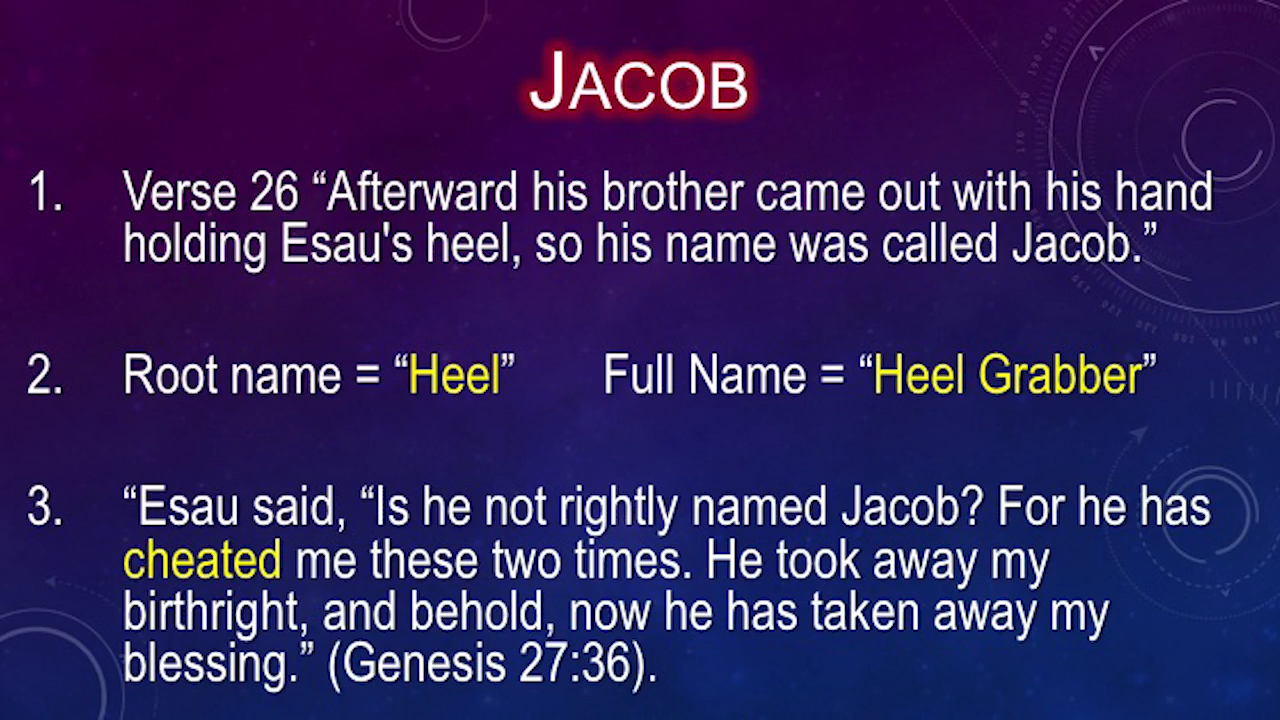 JACOB
1. Verse 26 “Afterward his brother came out with his hand
holding Esau's heel, so his name was called Jacob.”
2. Root name = “Heel” Full Name = “Heel Grabber”
3. “Esau said, “Is he not rightly named Jacob? For he has
cheated me these two times. He took away my
birthright, and behold, now he has taken away my
blessing.” (Genesis 27:36).